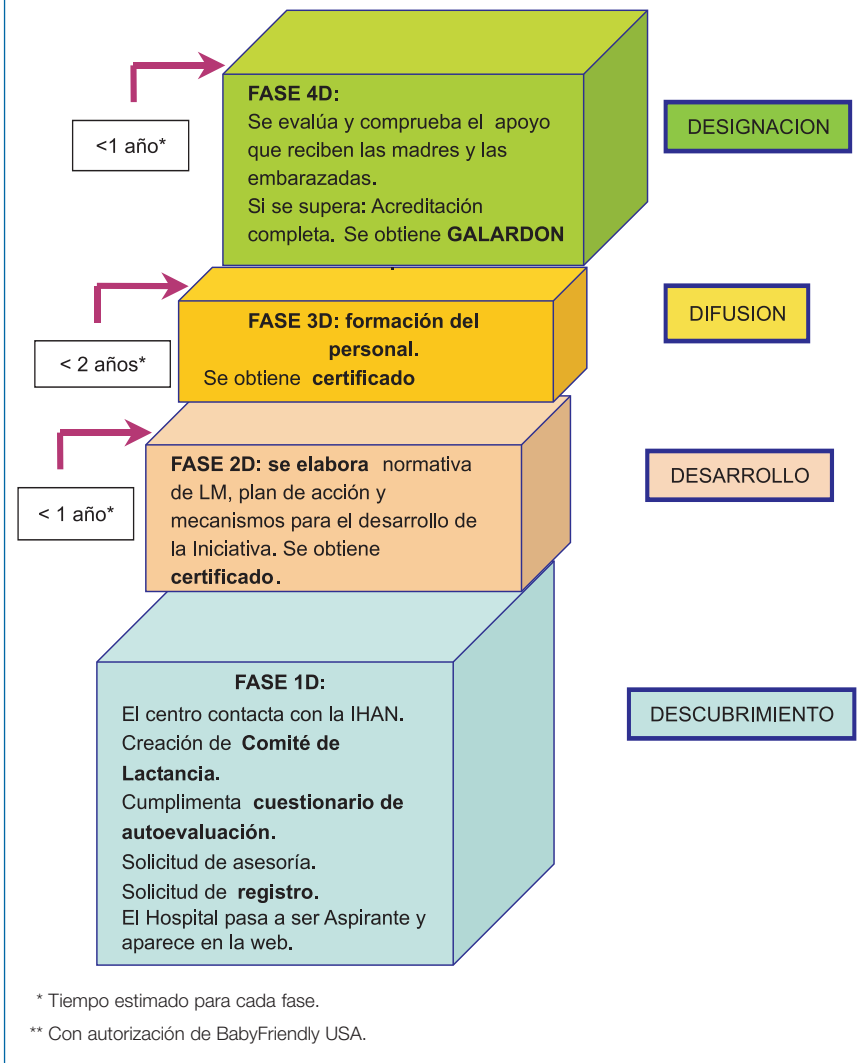 FASE 4D:
Se evalúa y comprueba el apoyo
que reciben las madres y las
embarazadas.
Si se supera: Acreditación
completa. Se obtiene GALARDON
<1 año*
DESIGNACION
FASE 3D: formación del
personal.
Se obtiene certificado
< 2 años*
DIFUSION
FASE 2D: se elabora normativa
de LM, plan de acción y
mecanismos para el desarrollo de
la Iniciativa. Se obtiene
certificado.
< 1 año*
DESARROLLO
FASE 1D:
El centro contacta con la IHAN.
Creación de Comité de
Lactancia.
Cumplimenta cuestionario de
autoevaluación.
Solicitud de asesoría.
Solicitud de registro.
El Hospital pasa a ser Aspirante y
aparece en la web.
DESCUBRIMIENTO
* Tiempo estimado para cada fase.
** Con autorización de BabyFriendly USA.